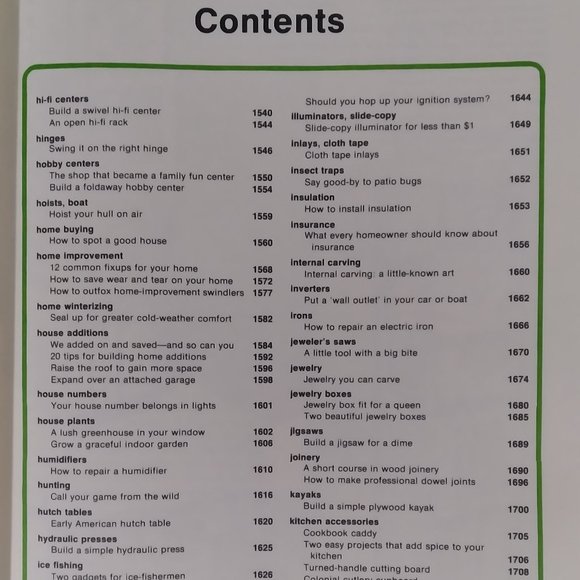 Contents
hi-fi centers
Build a swivel hi-fi center 1540
An open hi-fi rack 1544
hinges
Swing it on the right hinge 1546
hobby centers
The shop that became a family fun center 1550
Build a foldaway hobby center 1554
hoists, boat
Hoist your hull on air 1559
home buying
How to spot a good house 1560
home improvement
12 common fixups for your home 1568
How to save wear and tear on your home 1572
How to outfox home-improvement swindlers 1577
home winterizing
Seal up for greater cold-weather comfort 1582
house additions
We added on and saved—and so can you 1584
20 tips for building home additions 1592
Raise the roof to gain more space 1596
Expand over an attached garage 1598
house numbers
Your house number belongs in lights 1601
house plants
A lush greenhouse in your window 1602
Grow a graceful indoor garden 1606
humidifiers
How to repair a humidifier 1610
hunting
Call your game from the wild 1616
hutch tables
Early American hutch table 1620
hydraulic presses
Build a simple hydraulic press 1625
ice fishing
Two gadgets for ice-fishermen 1626
Should you hop up your ignition system? 1644
illuminators, slide-copy
Slide-copy illuminator for less than $1 1649
inlays, cloth tape
Cloth tape inlays 1651
insect traps
Say good-by to patio bugs 1652
insulation
How to install insulation 1653
insurance
What every homeowner should know about
insurance 1656
internal carving
Internal carving: a little-known art 1660
inverters
Put a 'wall outlet' in your car or boat 1662
irons
How to repair an electric iron 1666
jeweler's saws
A little tool with a big bite 1670
jewelry
Jewelry you can carve 1674
jewelry boxes
Jewelry box fit for a queen 1680
Two beautiful jewelry boxes 1685
jigsaws
Build a jigsaw for a dime 1689
joinery
A short course in wood joinery 1690
How to make professional dowel joints 1696
kayaks
Build a simple plywood kayak 1700
kitchen accessories
Cookbook caddy 1705
Two easy projects that add spice to your
kitchen 1706
Turned-handle cutting board 1708
Colonial cutlery cupboard